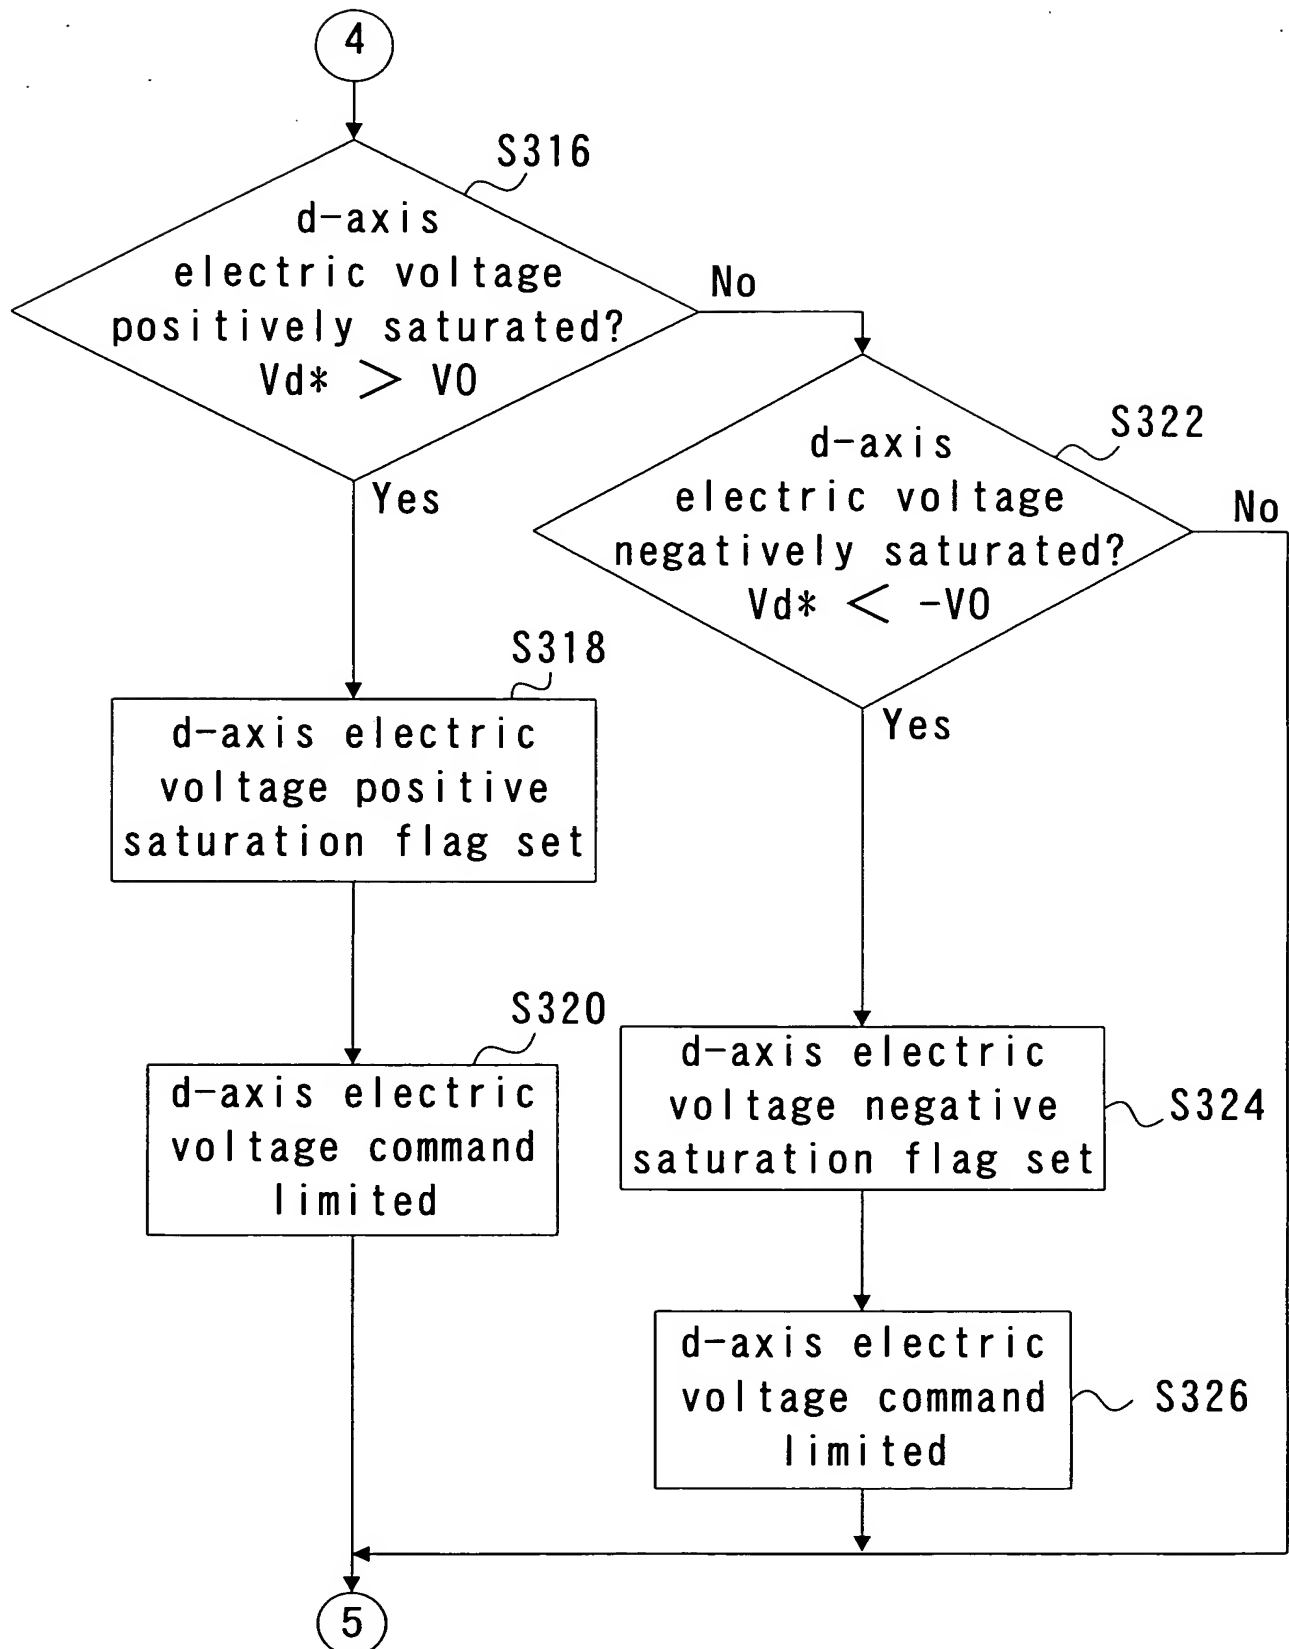 4
S316
d-axis
electric voltage
positively saturated?
Vd* > V0
No
Yes
S322
d-axis
electric voltage
negatively saturated?
Vd* < -V0
No
Yes
S318
d-axis electric
voltage positive
saturation flag set
S320
d-axis electric
voltage command
limited
d-axis electric
voltage negative
saturation flag set
S324
d-axis electric
voltage command
limited
S326
5